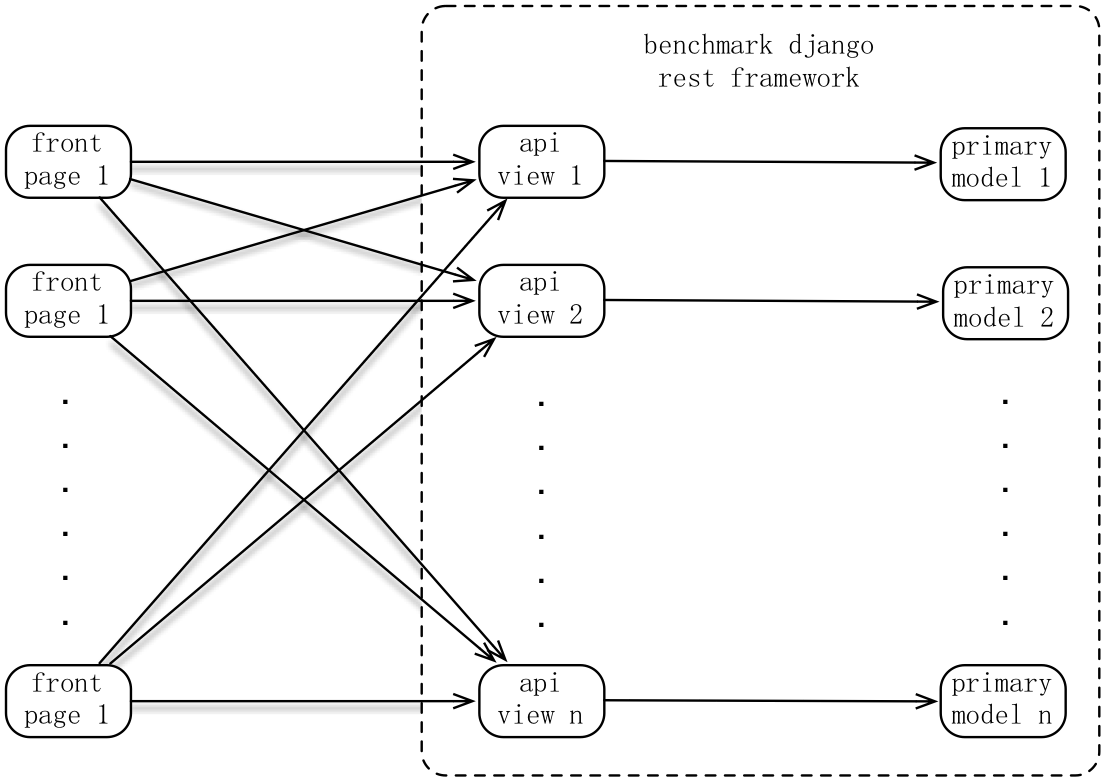 benchmark django
rest framework
front
page 1
api
view 1
primary
model 1
front
page 1
api
view 2
primary
model 2
front
page 1
api
view n
primary
model n